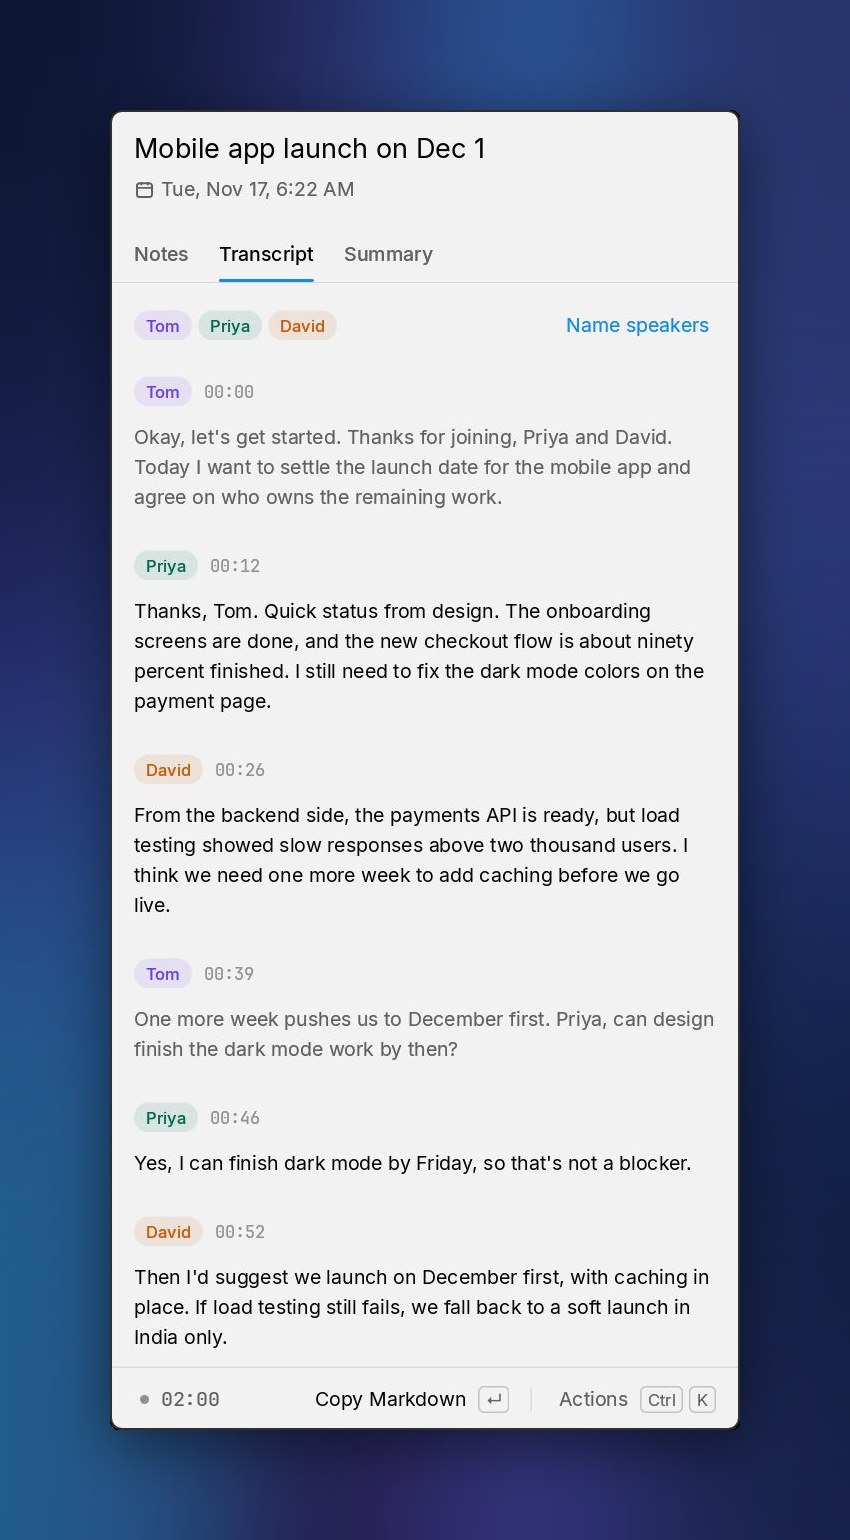 Mobile app launch on Dec 1
Tue, Nov 17, 6:22 AM
Notes Transcript Summary
Tom Priya David Name speakers
Tom 00:00
Okay, let's get started. Thanks for joining, Priya and David.
Today I want to settle the launch date for the mobile app and
agree on who owns the remaining work.
Priya 00:12
Thanks, Tom. Quick status from design. The onboarding
screens are done, and the new checkout flow is about ninety
percent finished. I still need to fix the dark mode colors on the
payment page.
David 00:26
From the backend side, the payments API is ready, but load
testing showed slow responses above two thousand users. I
think we need one more week to add caching before we go
live.
Tom 00:39
One more week pushes us to December first. Priya, can design
finish the dark mode work by then?
Priya 00:46
Yes, I can finish dark mode by Friday, so that's not a blocker.
David 00:52
Then I'd suggest we launch on December first, with caching in
place. If load testing still fails, we fall back to a soft launch in
India only.
02:00 Copy Markdown Actions Ctrl K